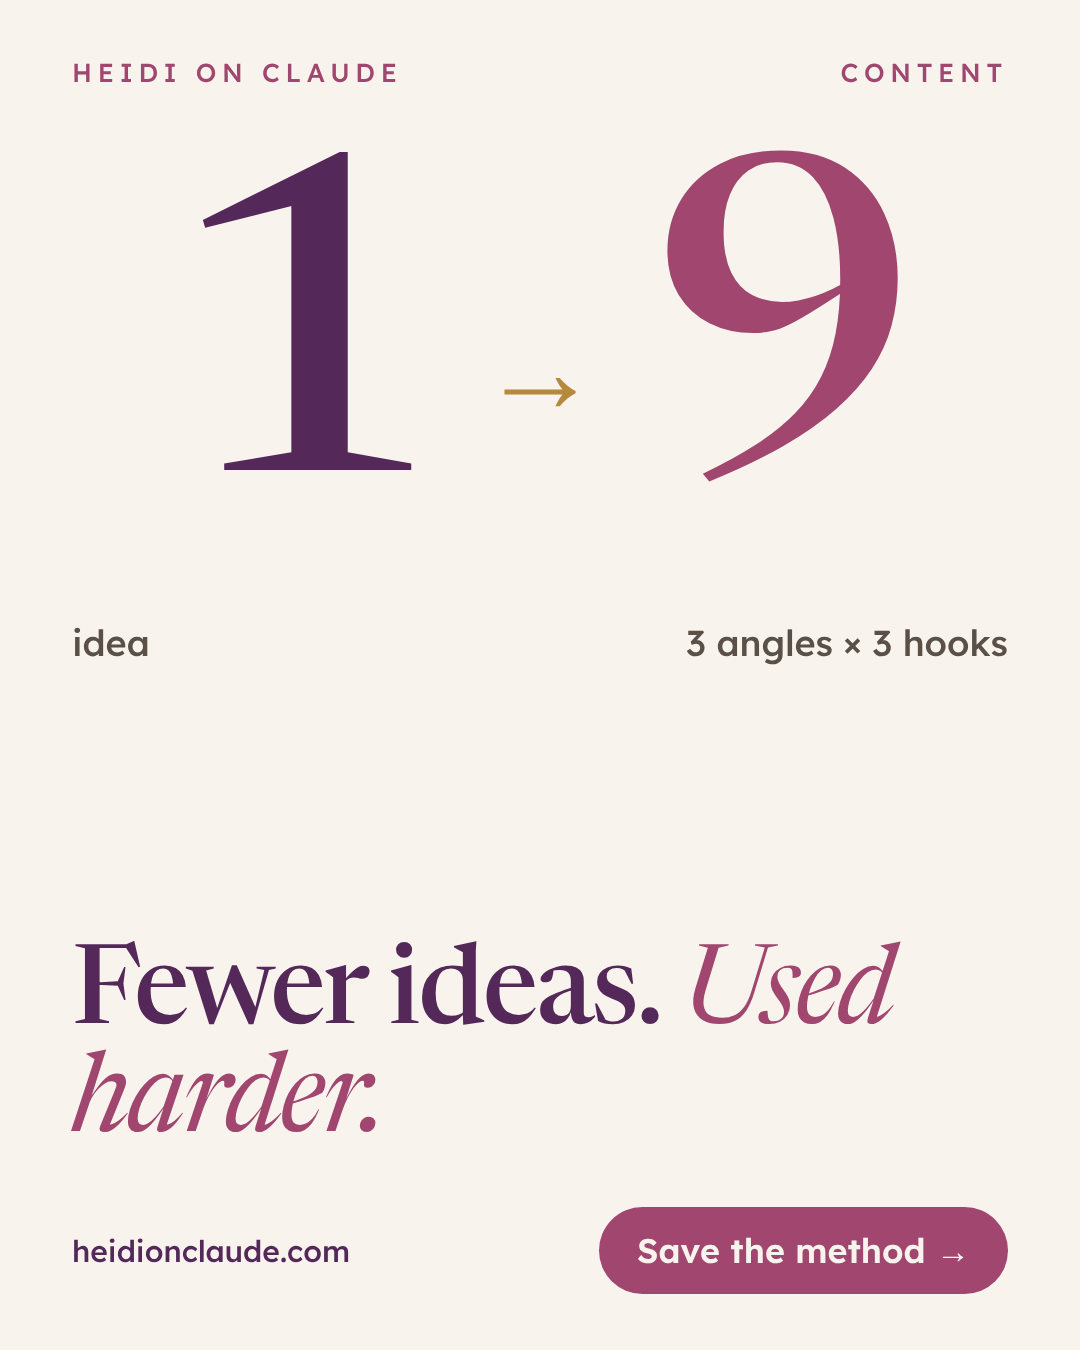 HEIDI ON CLAUDE
CONTENT
1 → 9
idea
3 angles × 3 hooks
Fewer ideas. Used
harder.
heidionclaude.com
Save the method →